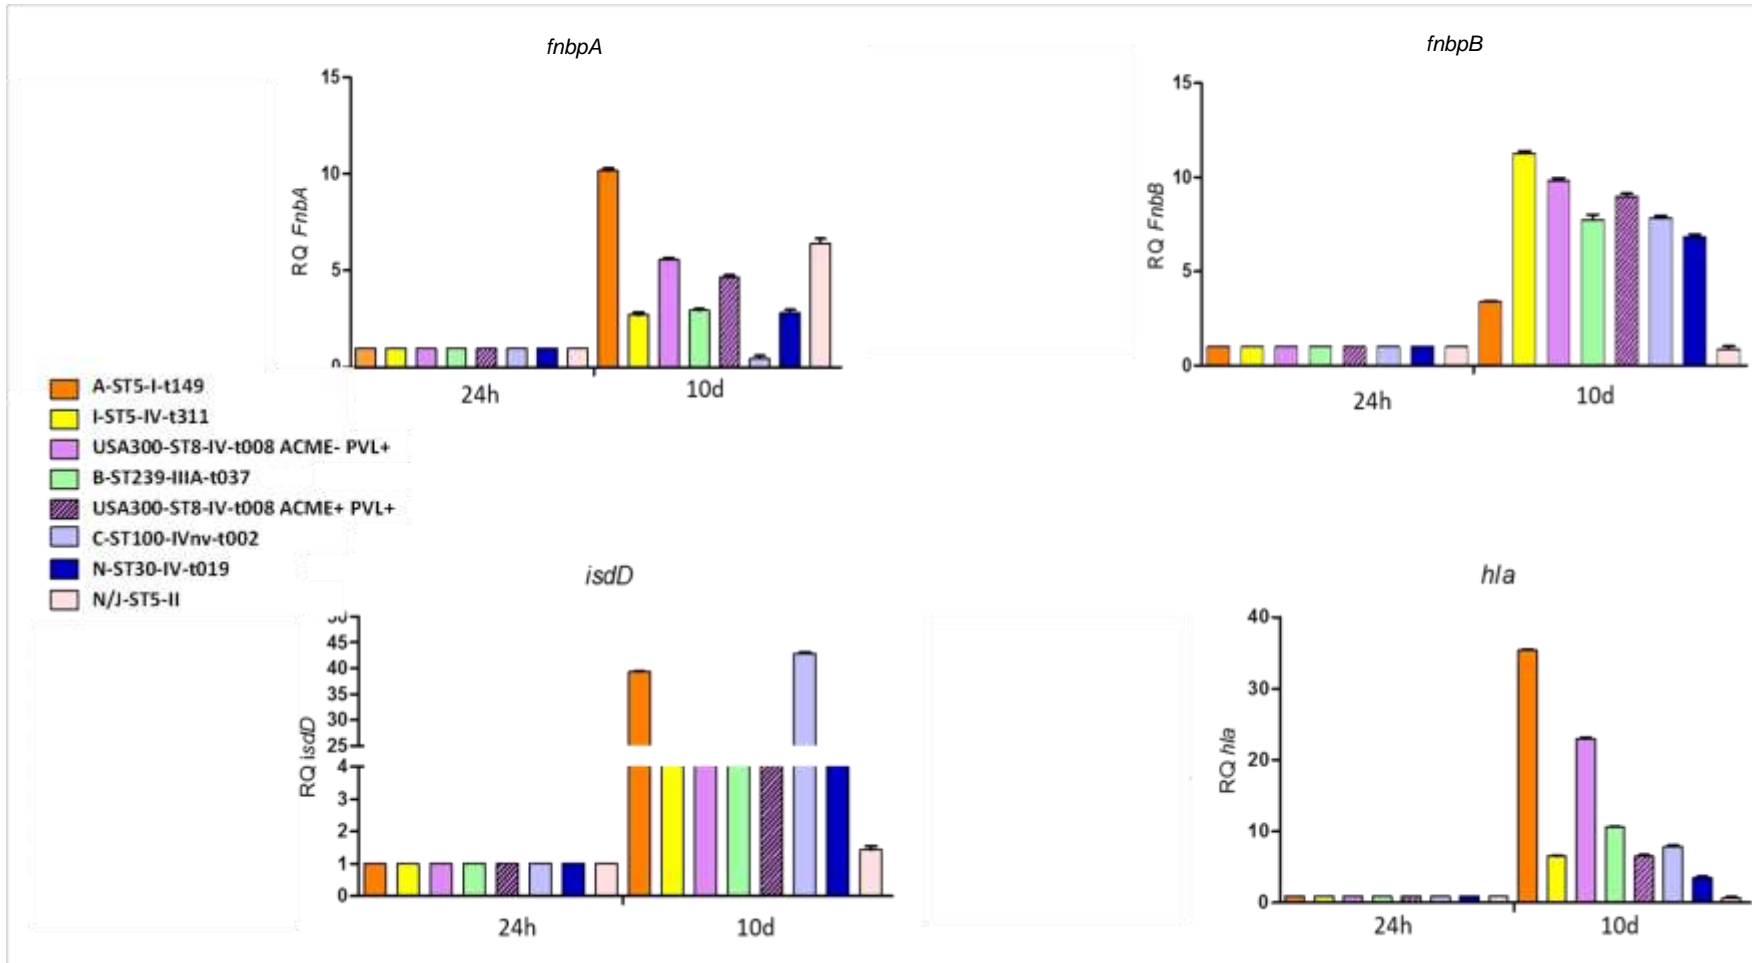 fnbpA
15
10
5
0
RQ FnbA
24h
10d
fnbpB
15
10
5
0
RQ FnbB
24h
10d
A-ST5-I-t149
I-ST5-IV-t311
USA300-ST8-IV-t008 ACME- PVL+
B-ST239-IIIA-t037
USA300-ST8-IV-t008 ACME+ PVL+
C-ST100-IVnv-t002
N-ST30-IV-t019
N/J-ST5-II
isdD
50
45
40
35
30
25
4
3
2
1
0
RQ isdD
24h
10d
hla
40
30
20
10
0
RQ hla
24h
10d